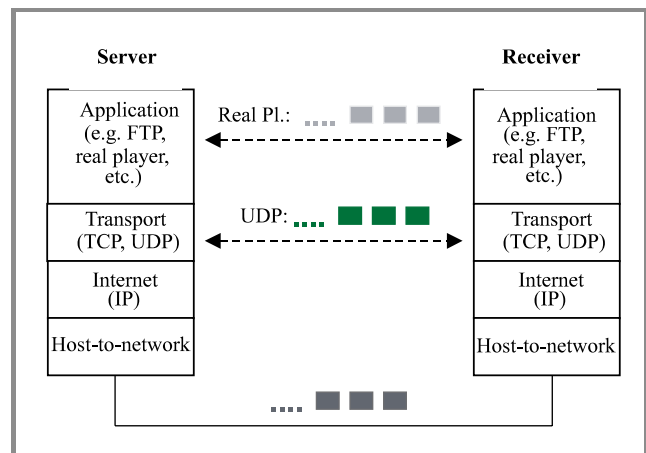 Server
Receiver
Application
(e.g. FTP,
real player,
etc.)
Real Pl.:
Application
(e.g. FTP,
real player,
etc.)
Transport
(TCP, UDP)
UDP:
Transport
(TCP, UDP)
Internet
(IP)
Internet
(IP)
Host-to-network
Host-to-network